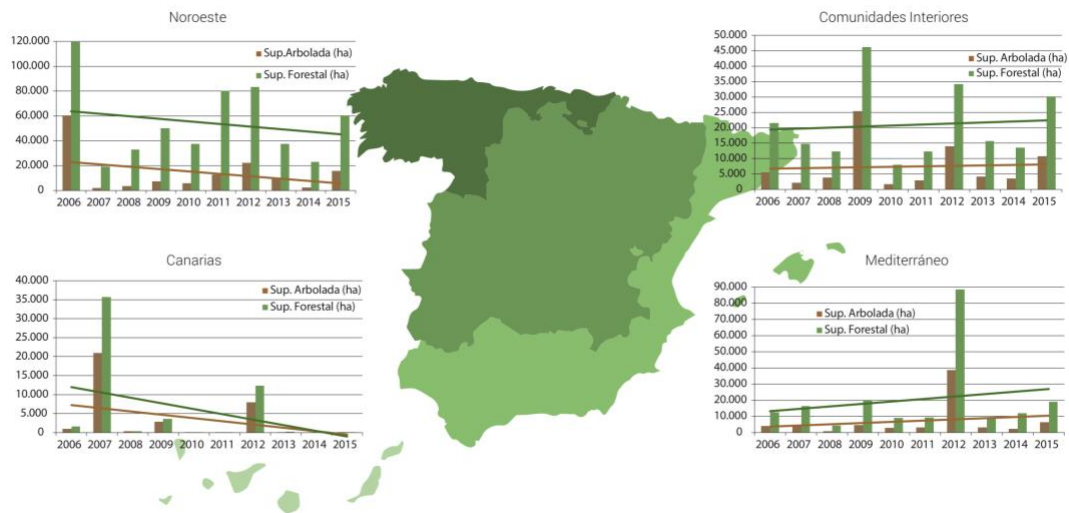 Noroeste
120.000
100.000
80.000
60.000
40.000
20.000
0
Sup.Arbolada (ha)
Sup. Forestal (ha)
2006 2007 2008 2009 2010 2011 2012 2013 2014 2015
Comunidades Interiores
50.000
45.000
40.000
35.000
30.000
25.000
20.000
15.000
10.000
5.000
0
Sup. Arbolada (ha)
Sup. Forestal (ha)
2006 2007 2008 2009 2010 2011 2012 2013 2014 2015
Canarias
40.000
35.000
30.000
25.000
20.000
15.000
10.000
5.000
0
Sup. Arbolada (ha)
Sup. Forestal (ha)
2006 2007 2008 2009 2010 2011 2012 2013 2014 2015
Mediterráneo
90.000
80.000
70.000
60.000
50.000
40.000
30.000
20.000
10.000
0
Sup. Arbolada (ha)
Sup. Forestal (ha)
2006 2007 2008 2009 2010 2011 2012 2013 2014 2015